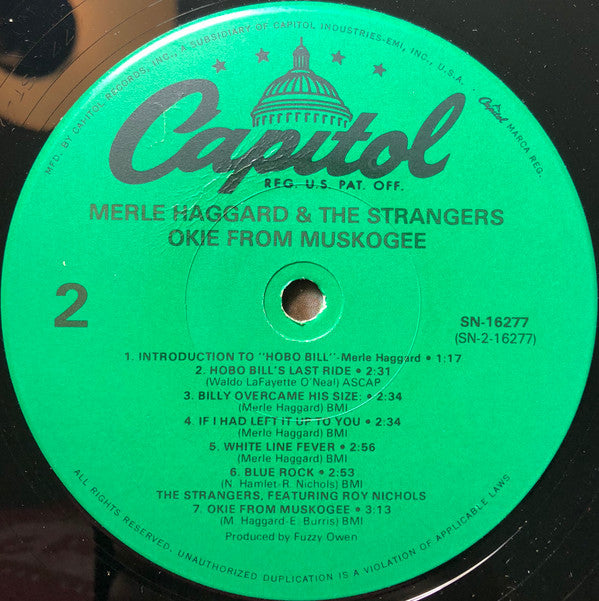 MFD. BY CAPITOL RECORDS, INC., A SUBSIDIARY OF CAPITOL INDUSTRIES-EMI, INC., U.S.A.
Capitol MARCA REG.
Capitol
REG. U.S. PAT. OFF.
MERLE HAGGARD & THE STRANGERS
OKIE FROM MUSKOGEE
2
SN-16277
(SN-2-16277)
1. INTRODUCTION TO "HOBO BILL"-Merle Haggard • 1:17
2. HOBO BILL'S LAST RIDE • 2:31
(Waldo LaFayette O'Neal) ASCAP
3. BILLY OVERCAME HIS SIZE: • 2:34
(Merle Haggard) BMI
4. IF I HAD LEFT IT UP TO YOU • 2:34
(Merle Haggard) BMI
5. WHITE LINE FEVER • 2:56
(Merle Haggard) BMI
6. BLUE ROCK • 2:53
(N. Hamlet-R. Nichols) BMI
THE STRANGERS, FEATURING ROY NICHOLS
7. OKIE FROM MUSKOGEE • 3:13
(M. Haggard-E. Burris) BMI
Produced by Fuzzy Owen
ALL RIGHTS RESERVED. UNAUTHORIZED DUPLICATION IS A VIOLATION OF APPLICABLE LAWS